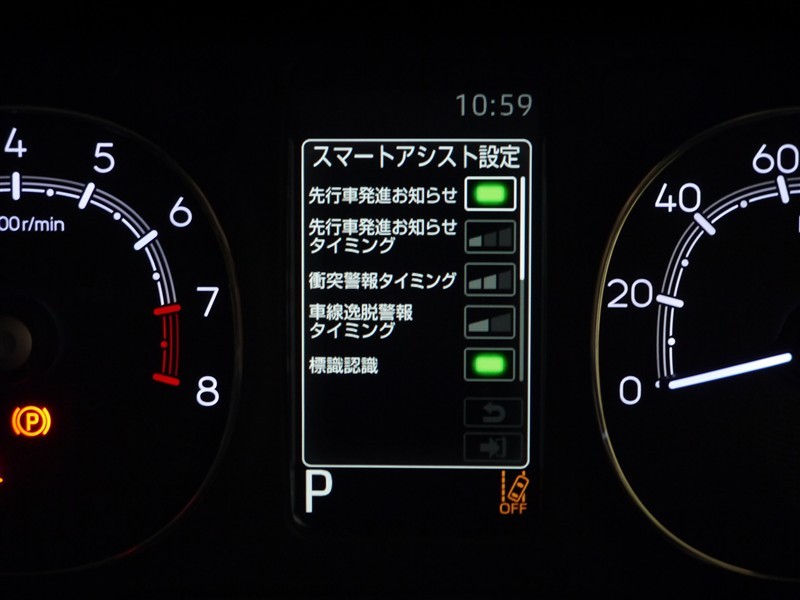 10:59
スマートアシスト設定
先行車発進お知らせ
先行車発進お知らせ
タイミング
衝突警報タイミング
車線逸脱警報
タイミング
標識認識
P
OFF
4
5
6
7
8
00r/min
P
60
40
20
0